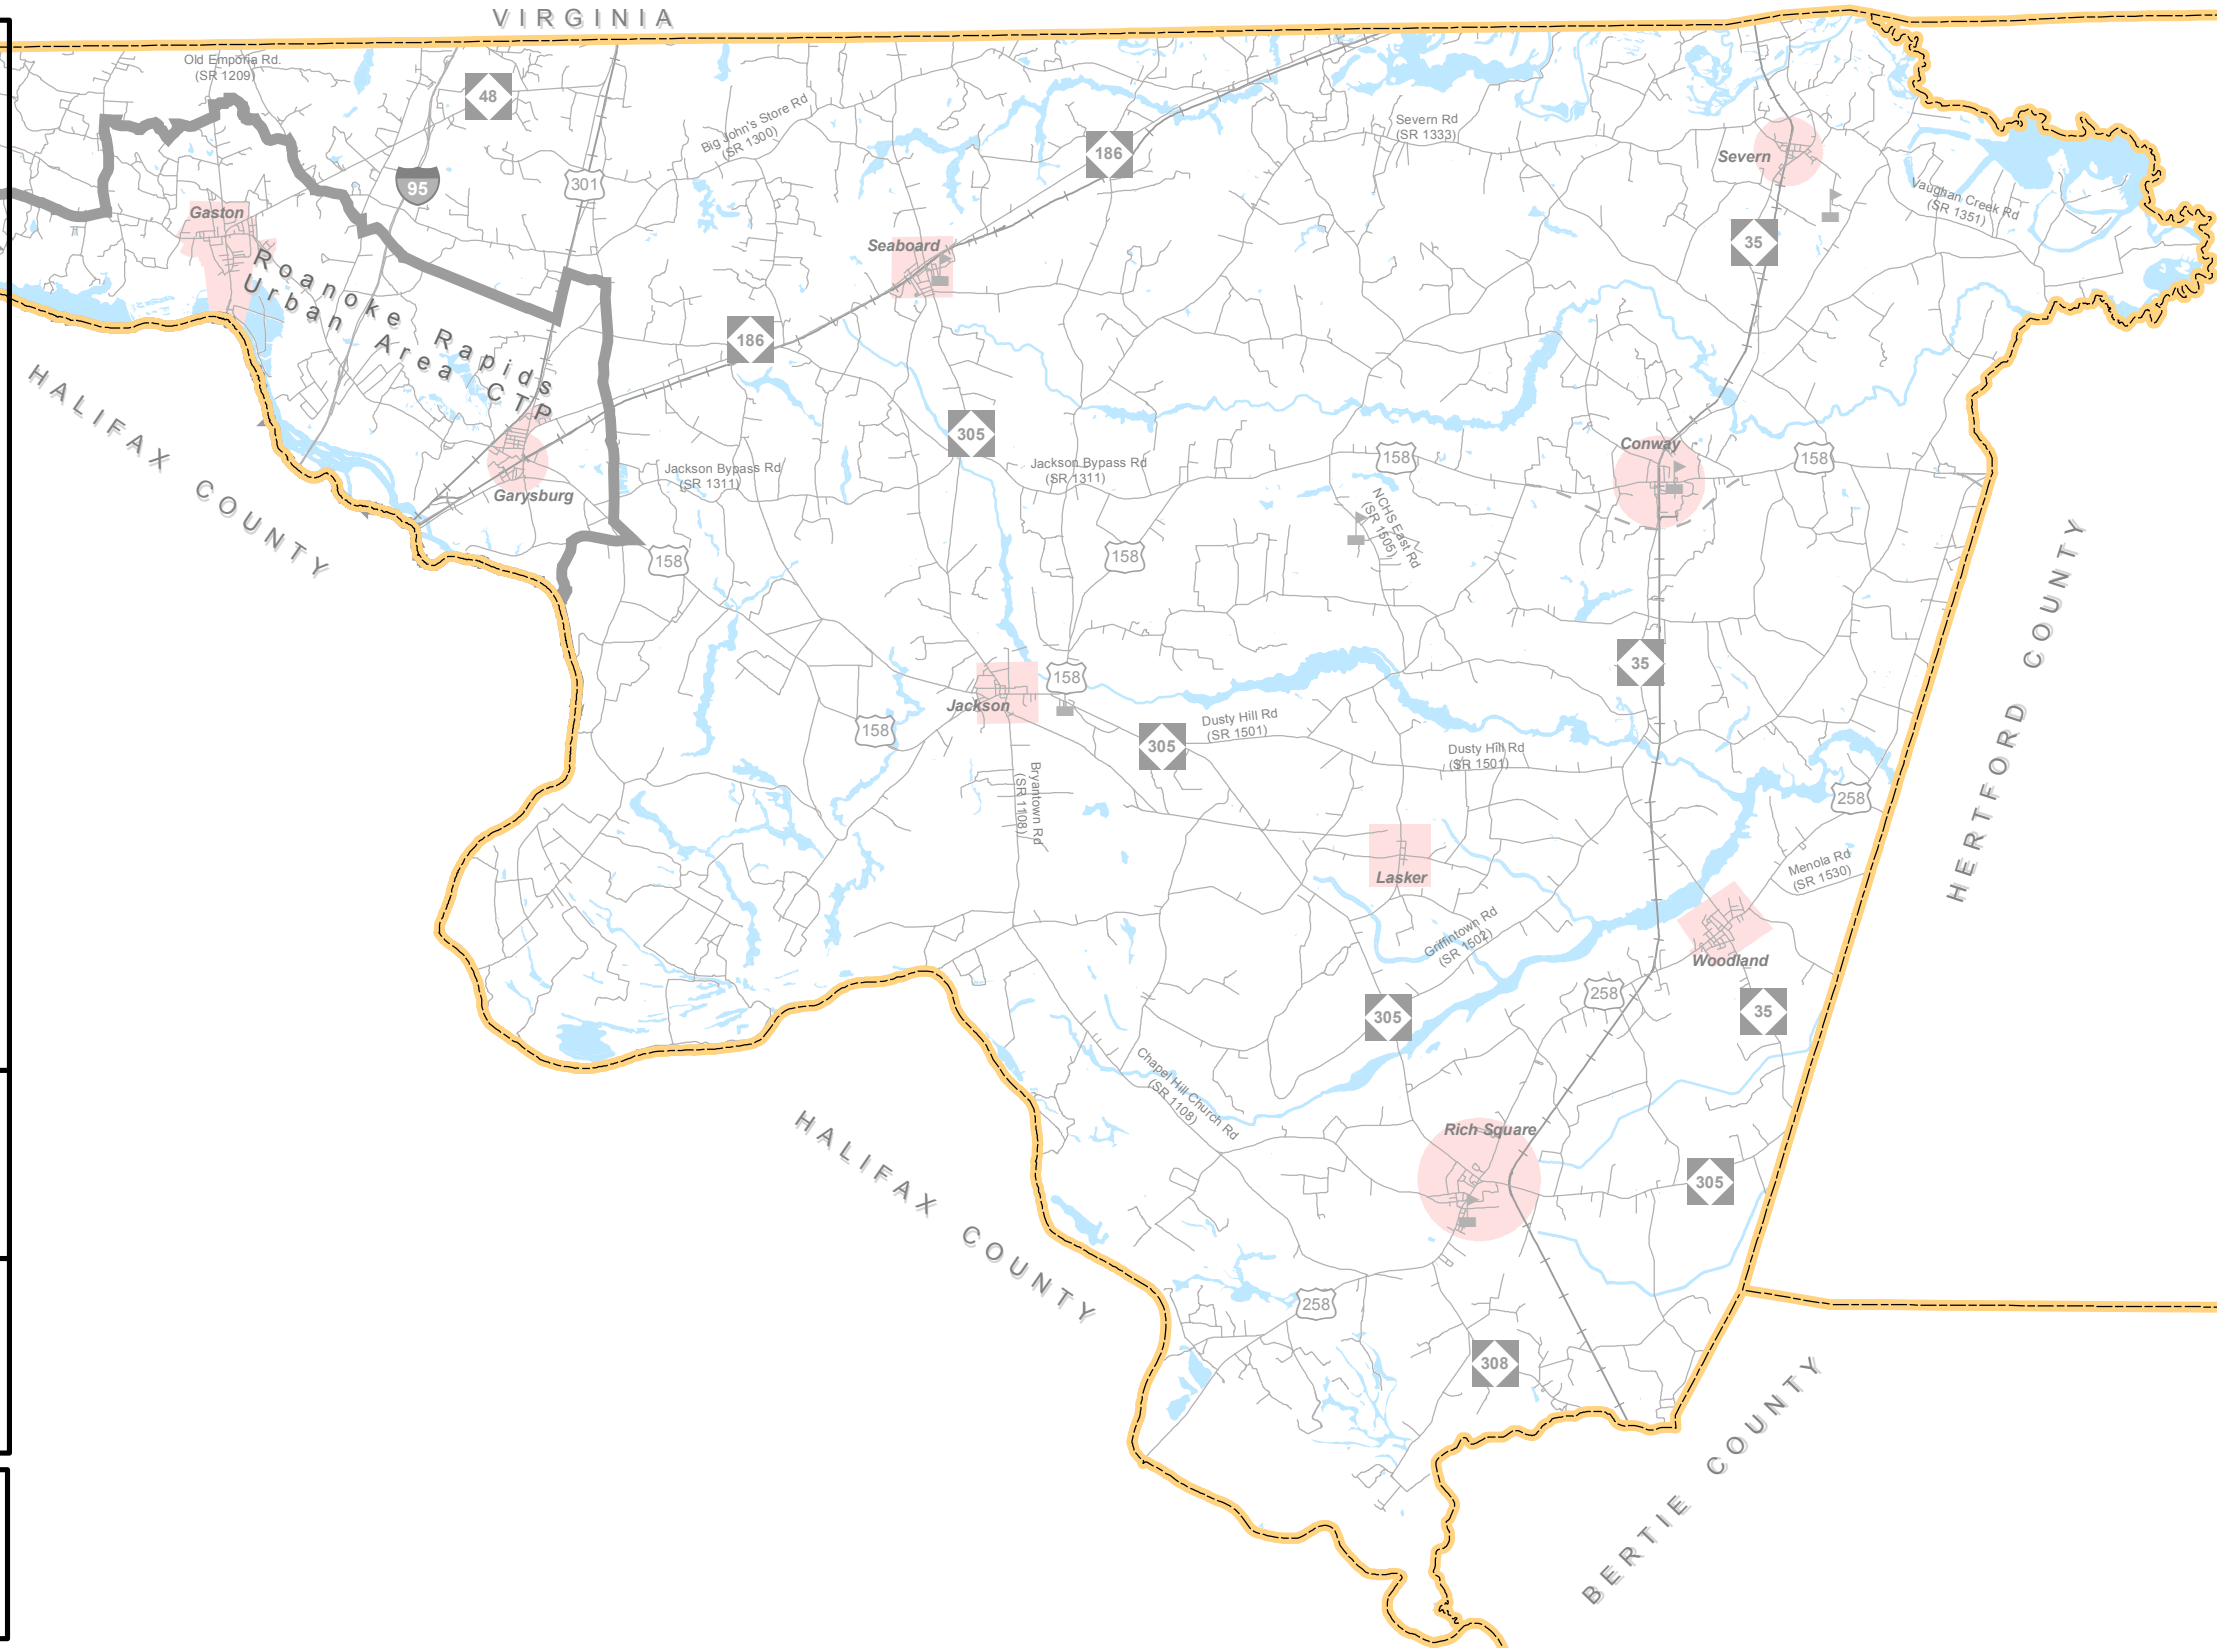 VIRGINIA
Old Emporia Rd.
(SR 1209)
48
Big John's Store Rd
(SR 1300)
Severn Rd
(SR 1333)
186
Severn
95
301
Vaughan Creek Rd
(SR 1351)
Gaston
35
Seaboard
Roanoke Rapids
Urban Area CTP
186
HALIFAX COUNTY
305
Conway
158
158
Jackson Bypass Rd
(SR 1311)
Jackson Bypass Rd
(SR 1311)
Garysburg
NCHS East Rd
(SR 1505)
158
158
HERTFORD COUNTY
35
158
Jackson
158
Dusty Hill Rd
(SR 1501)
305
Dusty Hill Rd
(SR 1501)
Bryantown Rd
(SR 1108)
258
Menola Rd
(SR 1530)
Lasker
Griffintown Rd
(SR 1502)
Woodland
258
35
305
Chapel Hill Church Rd
(SR 1108)
HALIFAX COUNTY
Rich Square
305
258
308
BERTIE COUNTY